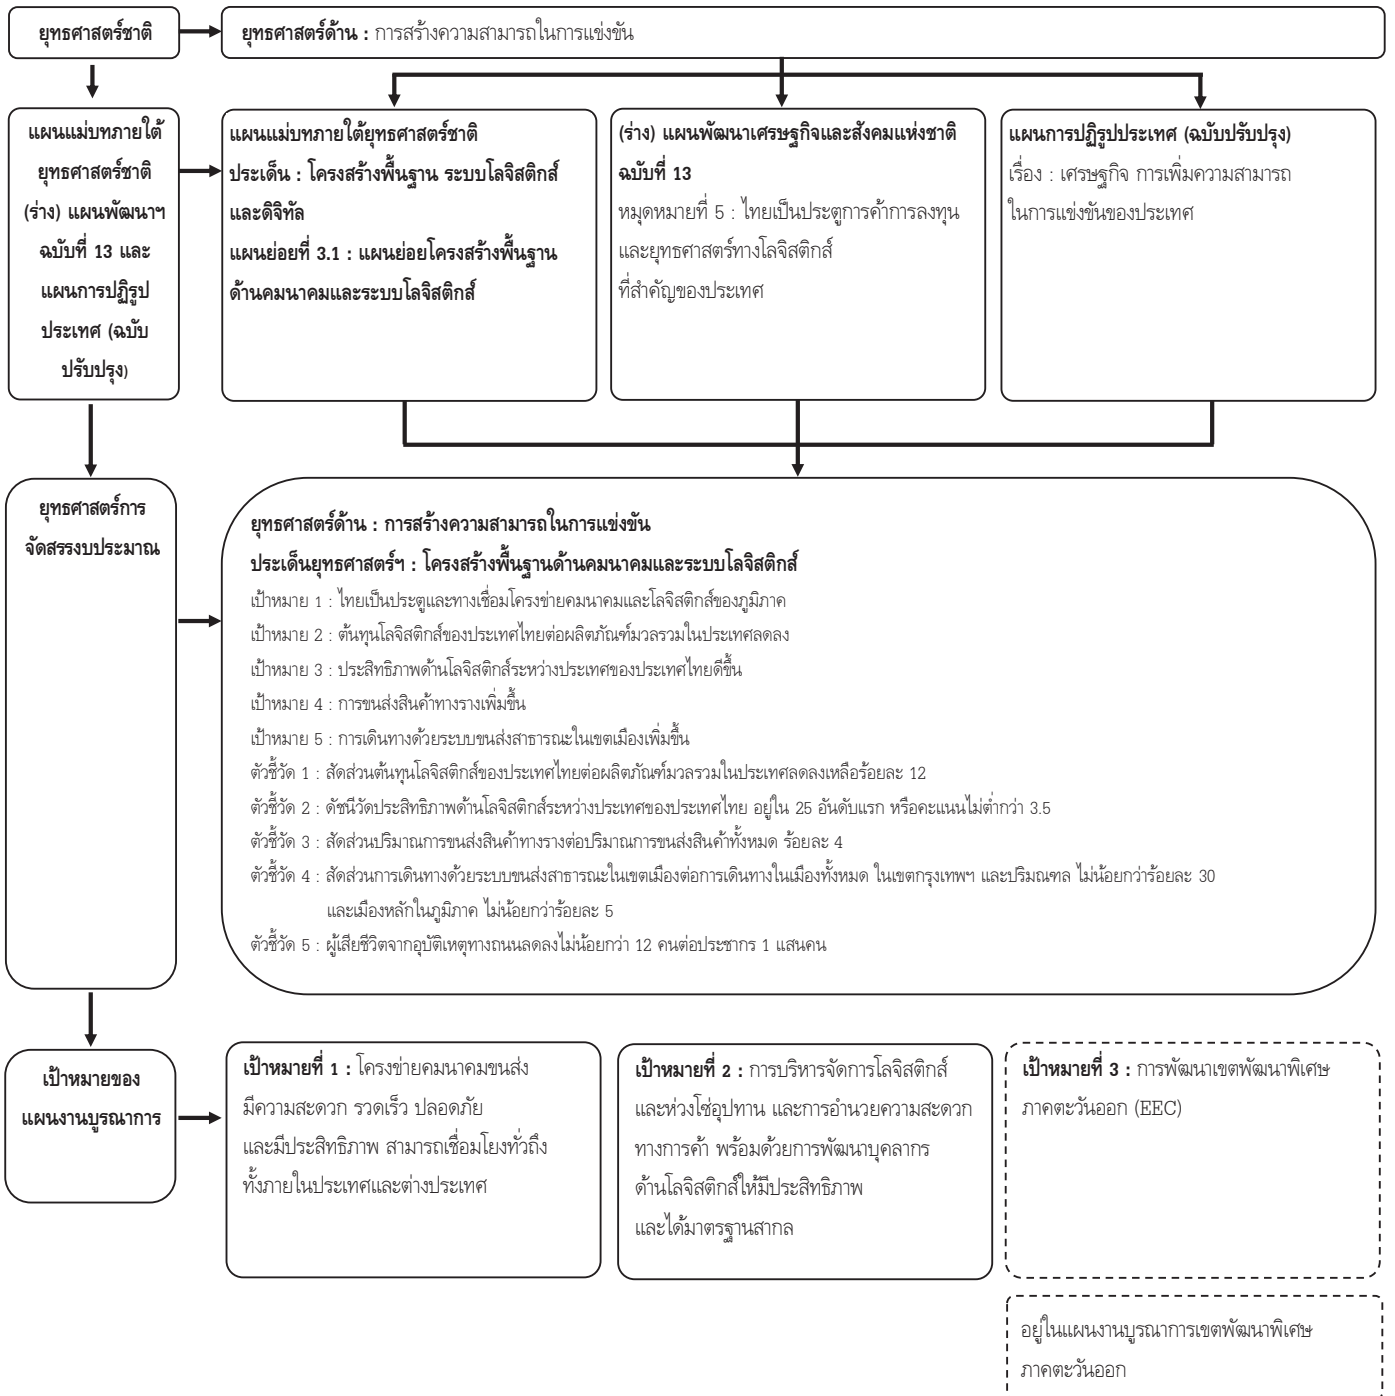 ยุทธศาสตร์ชาติ
ยุทธศาสตร์ด้าน : การสร้างความสามารถในการแข่งขัน
แผนแม่บทภายใต้
ยุทธศาสตร์ชาติ
(ร่าง) แผนพัฒนาฯ
ฉบับที่ 13 และ
แผนการปฏิรูป
ประเทศ (ฉบับ
ปรับปรุง)
แผนแม่บทภายใต้ยุทธศาสตร์ชาติ
ประเด็น : โครงสร้างพื้นฐาน ระบบโลจิสติกส์
และดิจิทัล
แผนย่อยที่ 3.1 : แผนย่อยโครงสร้างพื้นฐาน
ด้านคมนาคมและระบบโลจิสติกส์
(ร่าง) แผนพัฒนาเศรษฐกิจและสังคมแห่งชาติ
ฉบับที่ 13
หมุดหมายที่ 5 : ไทยเป็นประตูการค้าการลงทุน
และยุทธศาสตร์ทางโลจิสติกส์
ที่สำคัญของประเทศ
แผนการปฏิรูปประเทศ (ฉบับปรับปรุง)
เรื่อง : เศรษฐกิจ การเพิ่มความสามารถ
ในการแข่งขันของประเทศ
ยุทธศาสตร์การ
จัดสรรงบประมาณ
ยุทธศาสตร์ด้าน : การสร้างความสามารถในการแข่งขัน
ประเด็นยุทธศาสตร์ฯ : โครงสร้างพื้นฐานด้านคมนาคมและระบบโลจิสติกส์
เป้าหมาย 1 : ไทยเป็นประตูและทางเชื่อมโครงข่ายคมนาคมและโลจิสติกส์ของภูมิภาค
เป้าหมาย 2 : ต้นทุนโลจิสติกส์ของประเทศไทยต่อผลิตภัณฑ์มวลรวมในประเทศลดลง
เป้าหมาย 3 : ประสิทธิภาพด้านโลจิสติกส์ระหว่างประเทศของประเทศไทยดีขึ้น
เป้าหมาย 4 : การขนส่งสินค้าทางรางเพิ่มขึ้น
เป้าหมาย 5 : การเดินทางด้วยระบบขนส่งสาธารณะในเขตเมืองเพิ่มขึ้น
ตัวชี้วัด 1 : สัดส่วนต้นทุนโลจิสติกส์ของประเทศไทยต่อผลิตภัณฑ์มวลรวมในประเทศลดลงเหลือร้อยละ 12
ตัวชี้วัด 2 : ดัชนีวัดประสิทธิภาพด้านโลจิสติกส์ระหว่างประเทศของประเทศไทย อยู่ใน 25 อันดับแรก หรือคะแนนไม่ต่ำกว่า 3.5
ตัวชี้วัด 3 : สัดส่วนปริมาณการขนส่งสินค้าทางรางต่อปริมาณการขนส่งสินค้าทั้งหมด ร้อยละ 4
ตัวชี้วัด 4 : สัดส่วนการเดินทางด้วยระบบขนส่งสาธารณะในเขตเมืองต่อการเดินทางในเมืองทั้งหมด ในเขตกรุงเทพฯ และปริมณฑล ไม่น้อยกว่าร้อยละ 30
และเมืองหลักในภูมิภาค ไม่น้อยกว่าร้อยละ 5
ตัวชี้วัด 5 : ผู้เสียชีวิตจากอุบัติเหตุทางถนนลดลงไม่น้อยกว่า 12 คนต่อประชากร 1 แสนคน
เป้าหมายของ
แผนงานบูรณาการ
เป้าหมายที่ 1 : โครงข่ายคมนาคมขนส่ง
มีความสะดวก รวดเร็ว ปลอดภัย
และมีประสิทธิภาพ สามารถเชื่อมโยงทั่วถึง
ทั้งภายในประเทศและต่างประเทศ
เป้าหมายที่ 2 : การบริหารจัดการโลจิสติกส์
และห่วงโซ่อุปทาน และการอำนวยความสะดวก
ทางการค้า พร้อมด้วยการพัฒนาบุคลากร
ด้านโลจิสติกส์ให้มีประสิทธิภาพ
และได้มาตรฐานสากล
เป้าหมายที่ 3 : การพัฒนาเขตพัฒนาพิเศษ
ภาคตะวันออก (EEC)
อยู่ในแผนงานบูรณาการเขตพัฒนาพิเศษ
ภาคตะวันออก